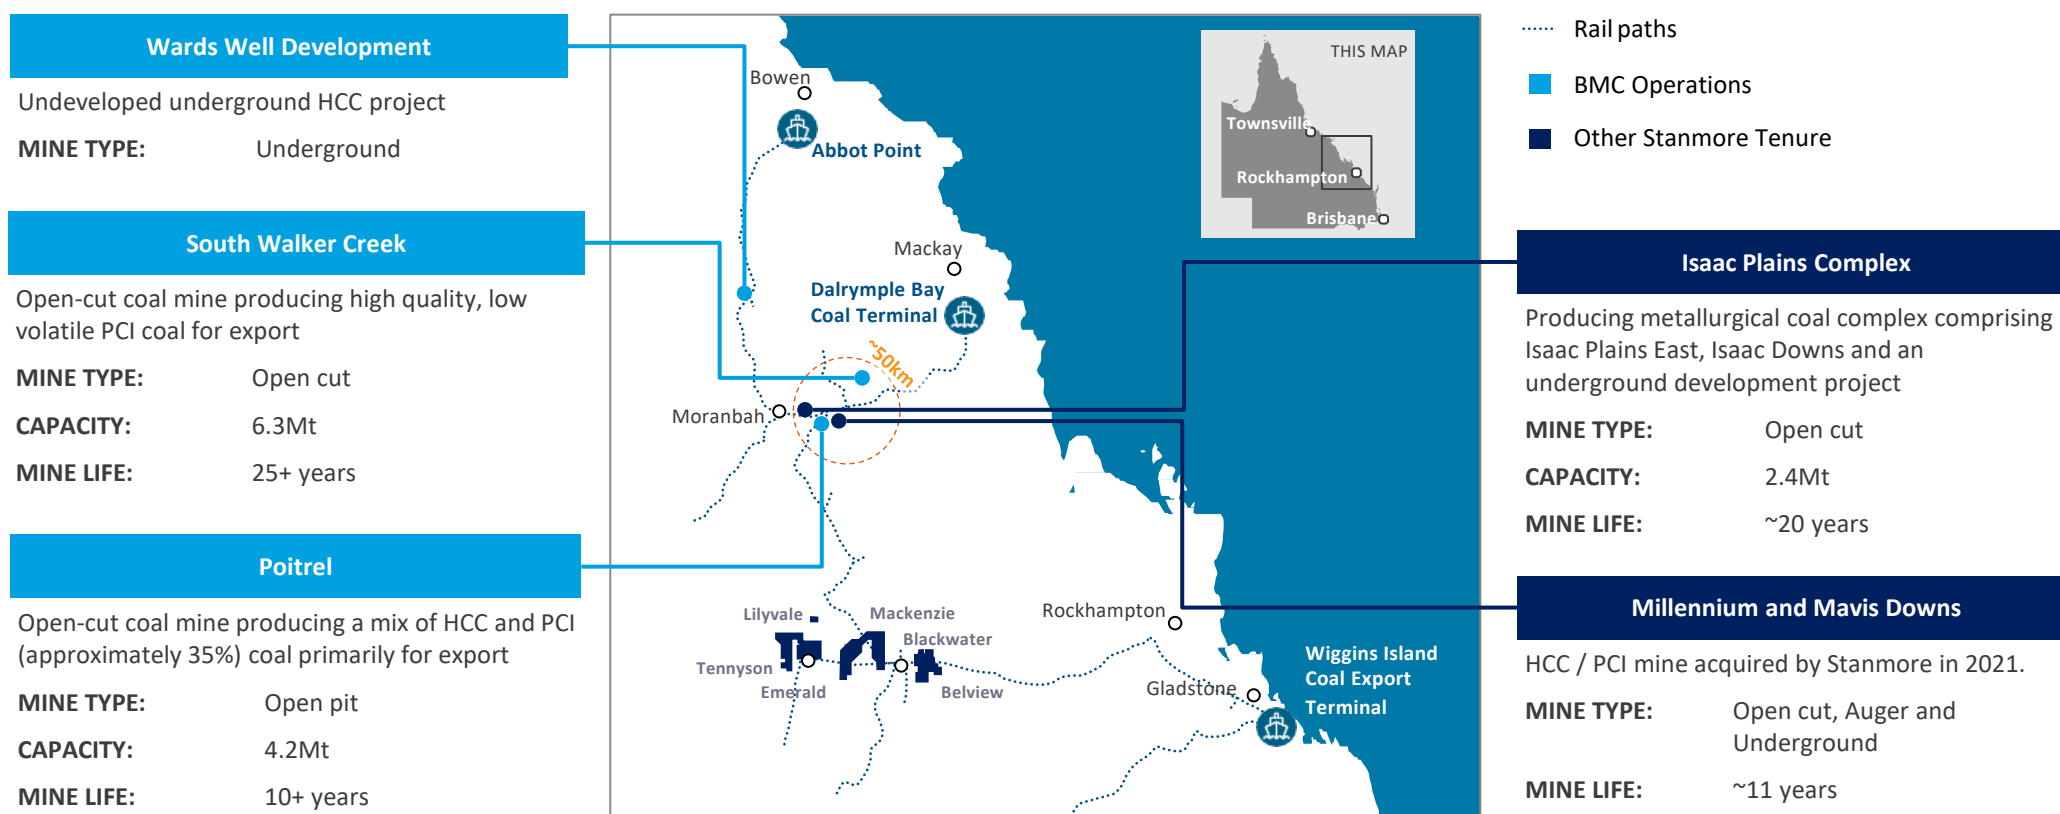 Wards Well Development
Undeveloped underground HCC project
MINE TYPE: Underground
South Walker Creek
Open-cut coal mine producing high quality, low
volatile PCI coal for export
MINE TYPE: Open cut
CAPACITY: 6.3Mt
MINE LIFE: 25+ years
Poitrel
Open-cut coal mine producing a mix of HCC and PCI
(approximately 35%) coal primarily for export
MINE TYPE: Open pit
CAPACITY: 4.2Mt
MINE LIFE: 10+ years
Bowen
Abbot Point
Mackay
Dalrymple Bay
Coal Terminal
~50km
Moranbah
Lilyvale
Mackenzie
Blackwater
Tennyson
Emerald
Belview
Rockhampton
Gladstone
Wiggins Island
Coal Export
Terminal
THIS MAP
Townsville
Rockhampton
Brisbane
Rail paths
BMC Operations
Other Stanmore Tenure
Isaac Plains Complex
Producing metallurgical coal complex comprising
Isaac Plains East, Isaac Downs and an
underground development project
MINE TYPE: Open cut
CAPACITY: 2.4Mt
MINE LIFE: ~20 years
Millennium and Mavis Downs
HCC / PCI mine acquired by Stanmore in 2021.
MINE TYPE: Open cut, Auger and
Underground
MINE LIFE: ~11 years